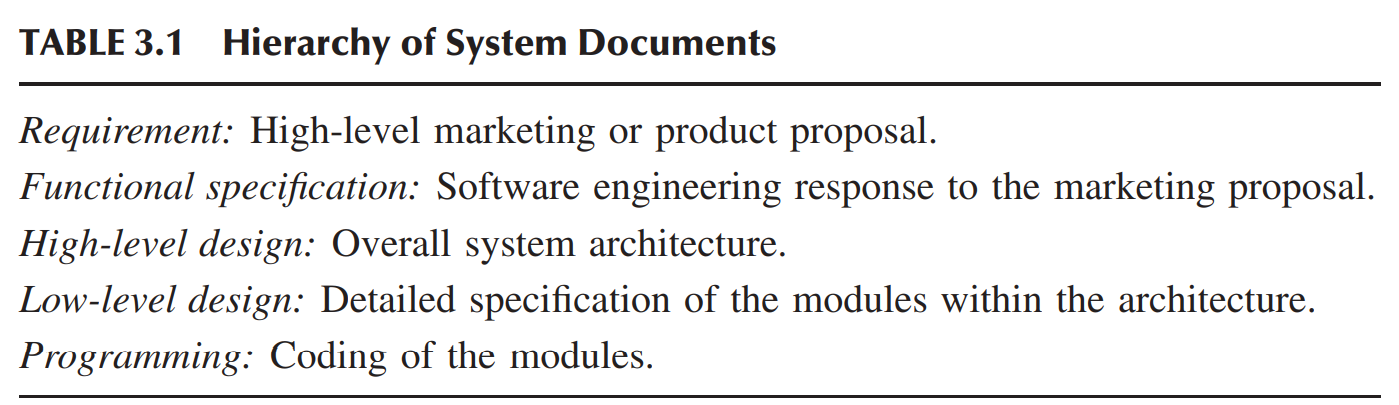 TABLE 3.1 Hierarchy of System Documents
Requirement: High-level marketing or product proposal.
Functional specification: Software engineering response to the marketing proposal.
High-level design: Overall system architecture.
Low-level design: Detailed specification of the modules within the architecture.
Programming: Coding of the modules.